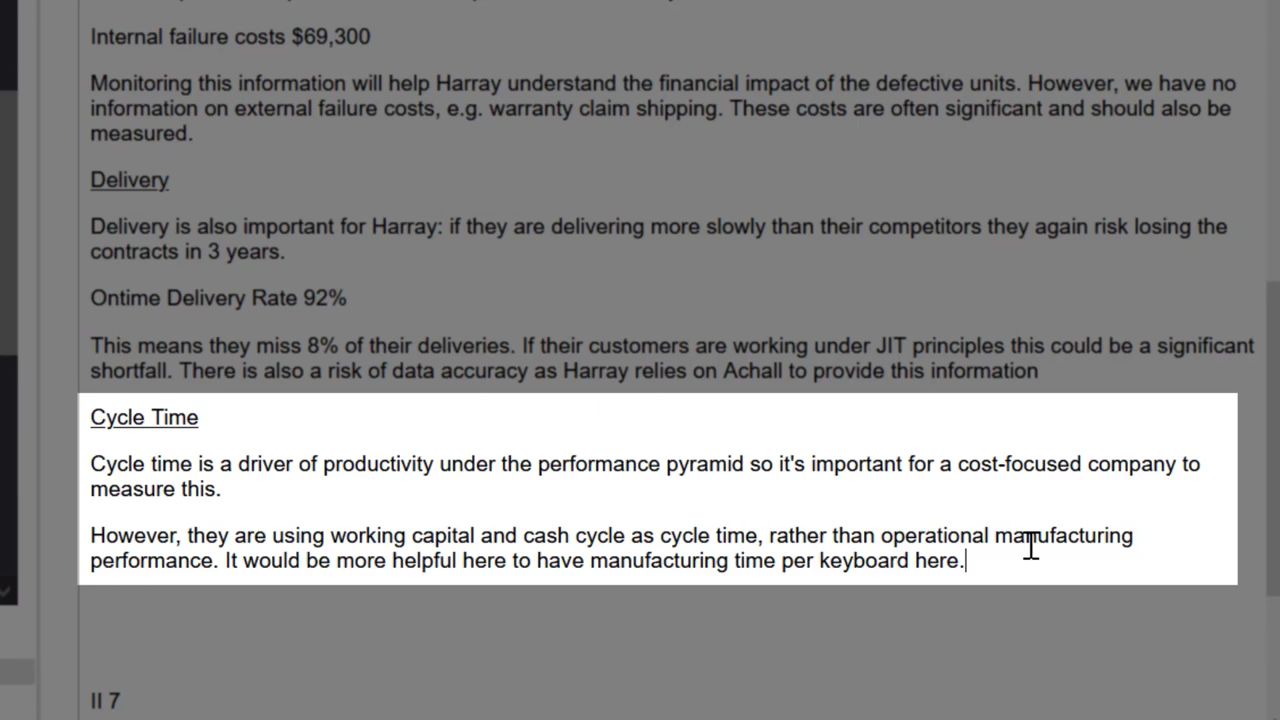 Internal failure costs $69,300
Monitoring this information will help Harray understand the financial impact of the defective units. However, we have no
information on external failure costs, e.g. warranty claim shipping. These costs are often significant and should also be
measured.
Delivery
Delivery is also important for Harray: if they are delivering more slowly than their competitors they again risk losing the
contracts in 3 years.
Ontime Delivery Rate 92%
This means they miss 8% of their deliveries. If their customers are working under JIT principles this could be a significant
shortfall. There is also a risk of data accuracy as Harray relies on Achall to provide this information
Cycle Time
Cycle time is a driver of productivity under the performance pyramid so it's important for a cost-focused company to
measure this.
However, they are using working capital and cash cycle as cycle time, rather than operational manufacturing
performance. It would be more helpful here to have manufacturing time per keyboard here.
II 7